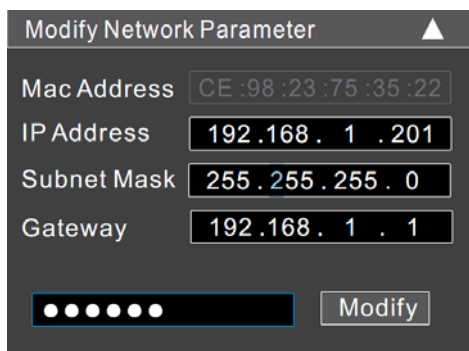 Modify Network Parameter
Mac Address CE :98 :23 :75 :35 :22
IP Address 192 .168 . 1 .201
Subnet Mask 255 . 255 . 255 . 0
Gateway 192 .168 . 1 . 1
●●●●●● Modify